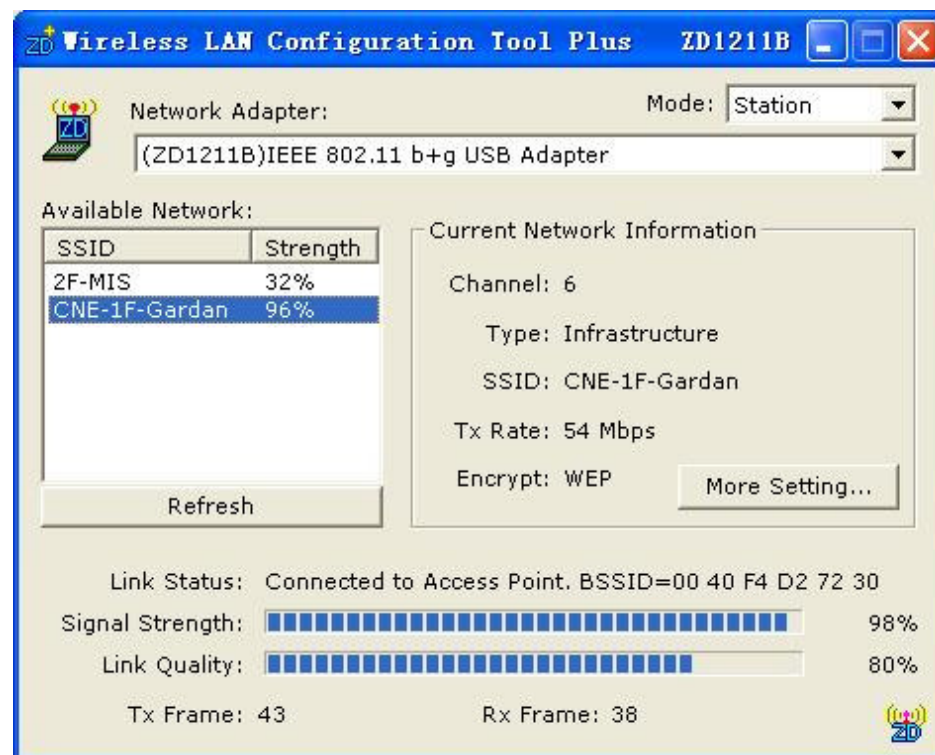 ZD Wireless LAN Configuration Tool Plus ZD1211B
ZD
Network Adapter:
Mode: Station
(ZD1211B)IEEE 802.11 b+g USB Adapter
Available Network:
SSID Strength
2F-MIS 32%
CNE-1F-Gardan 96%
Refresh
Current Network Information
Channel: 6
Type: Infrastructure
SSID: CNE-1F-Gardan
Tx Rate: 54 Mbps
Encrypt: WEP
More Setting...
Link Status: Connected to Access Point. BSSID=00 40 F4 D2 72 30
Signal Strength: 98%
Link Quality: 80%
Tx Frame: 43 Rx Frame: 38
ZD